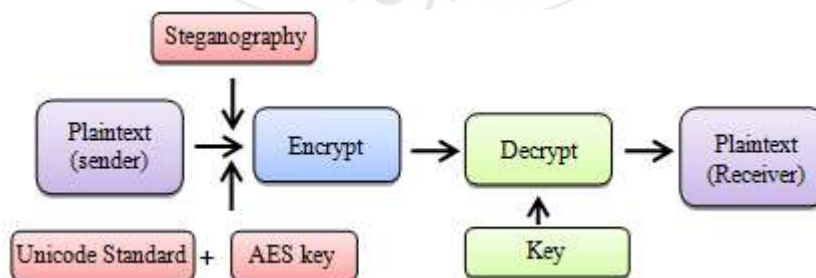 Steganography
Plaintext
(sender)
Encrypt
Decrypt
Plaintext
(Receiver)
Unicode Standard + AES key
Key